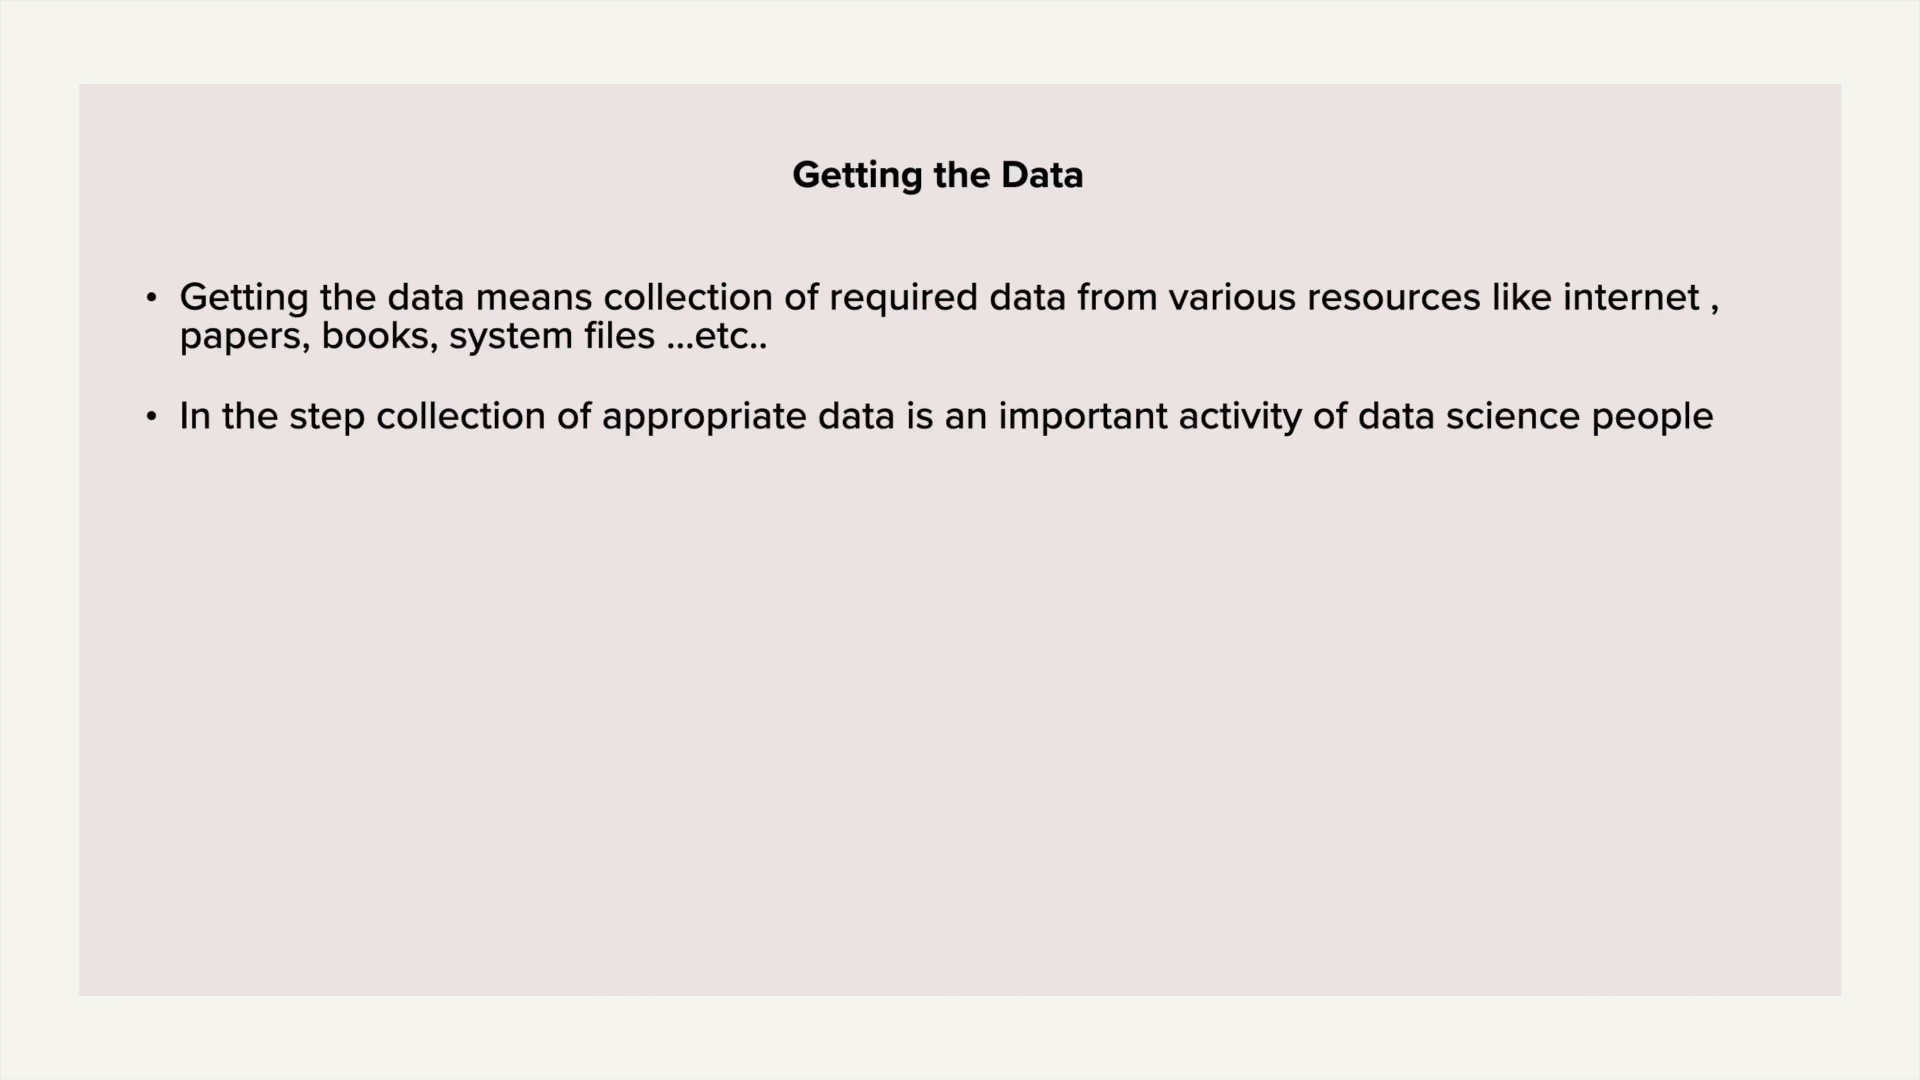 Getting the Data
• Getting the data means collection of required data from various resources like internet ,
papers, books, system files ...etc..
• In the step collection of appropriate data is an important activity of data science people